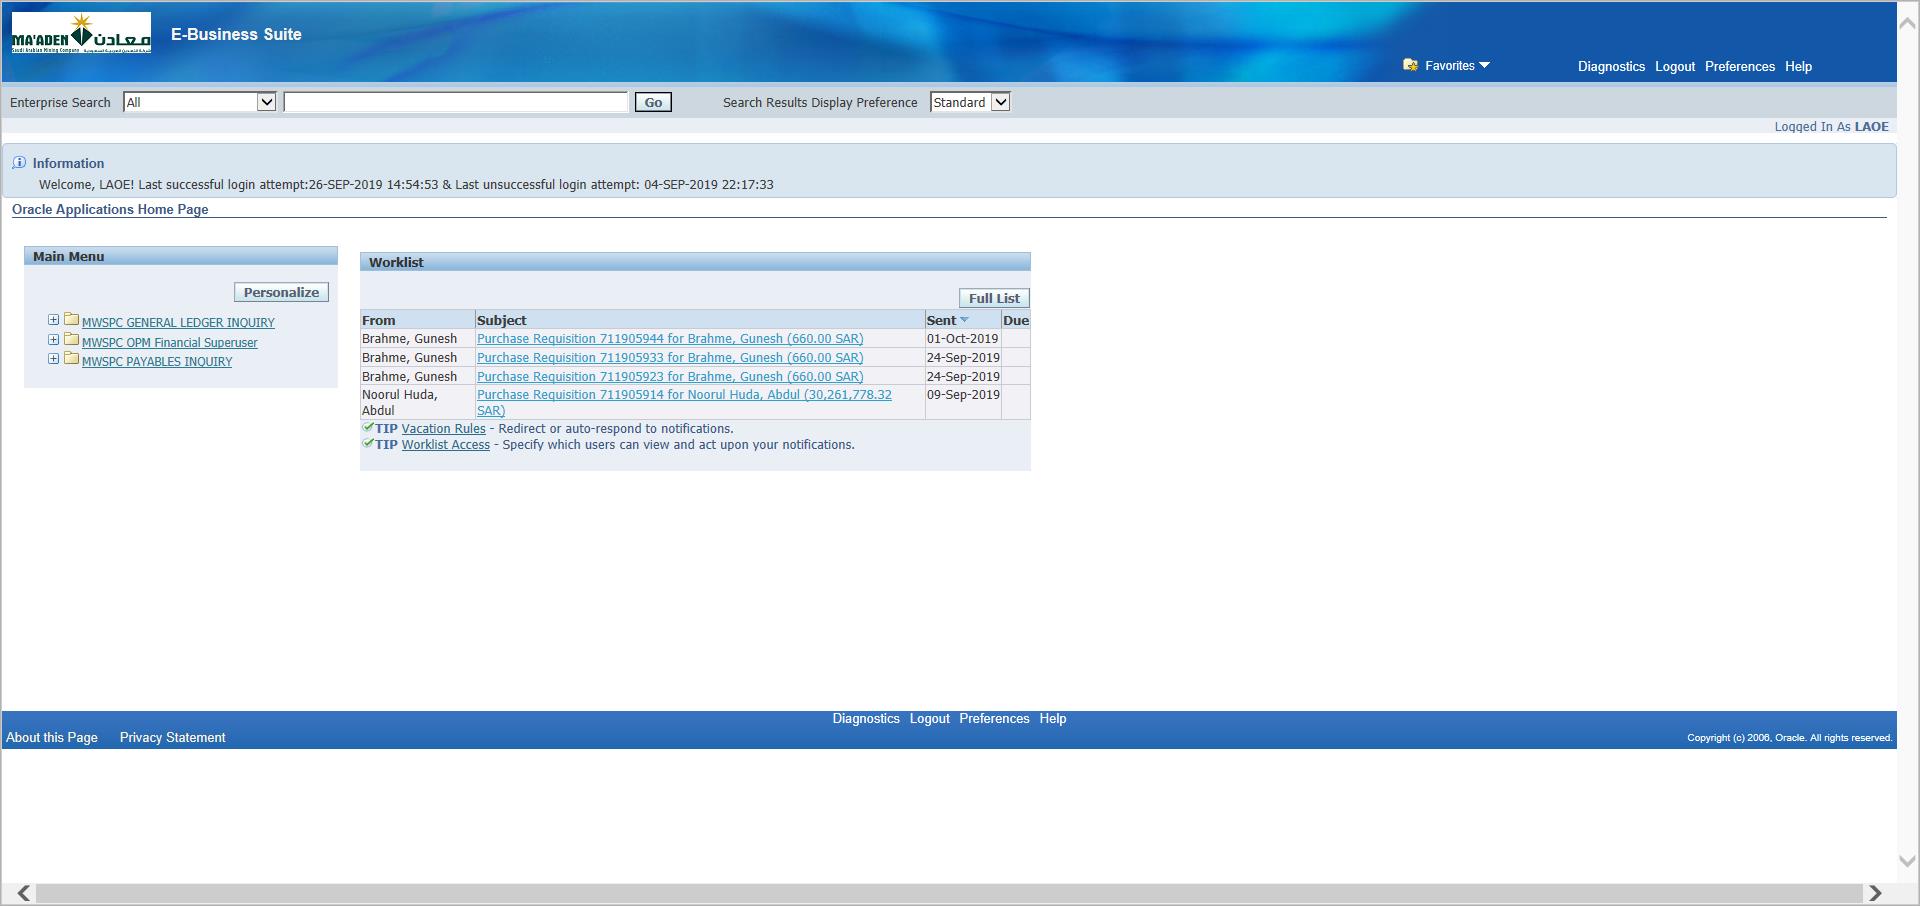 MA'ADEN معادن
Saudi Arabian Mining Company
E-Business Suite
Favorites
Diagnostics Logout Preferences Help
Enterprise Search All Go Search Results Display Preference Standard
Logged In As LAOE
Information
Welcome, LAOE! Last successful login attempt:26-SEP-2019 14:54:53 & Last unsuccessful login attempt: 04-SEP-2019 22:17:33
Oracle Applications Home Page
Main Menu
Personalize
MWSPC GENERAL LEDGER INQUIRY
MWSPC OPM Financial Superuser
MWSPC PAYABLES INQUIRY
Worklist
Full List
From Subject Sent Due
Brahme, Gunesh Purchase Requisition 711905944 for Brahme, Gunesh (660.00 SAR) 01-Oct-2019
Brahme, Gunesh Purchase Requisition 711905933 for Brahme, Gunesh (660.00 SAR) 24-Sep-2019
Brahme, Gunesh Purchase Requisition 711905923 for Brahme, Gunesh (660.00 SAR) 24-Sep-2019
Noorul Huda, Purchase Requisition 711905914 for Noorul Huda, Abdul (30,261,778.32 09-Sep-2019
Abdul SAR)
TIP Vacation Rules - Redirect or auto-respond to notifications.
TIP Worklist Access - Specify which users can view and act upon your notifications.
Diagnostics Logout Preferences Help
About this Page Privacy Statement
Copyright (c) 2006, Oracle. All rights reserved.